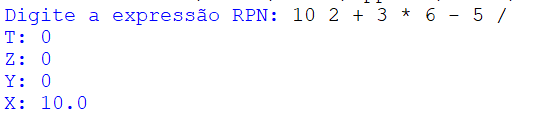 Digite a expressão RPN: 10 2 + 3 * 6 - 5 /
T: 0
Z: 0
Y: 0
X: 10.0